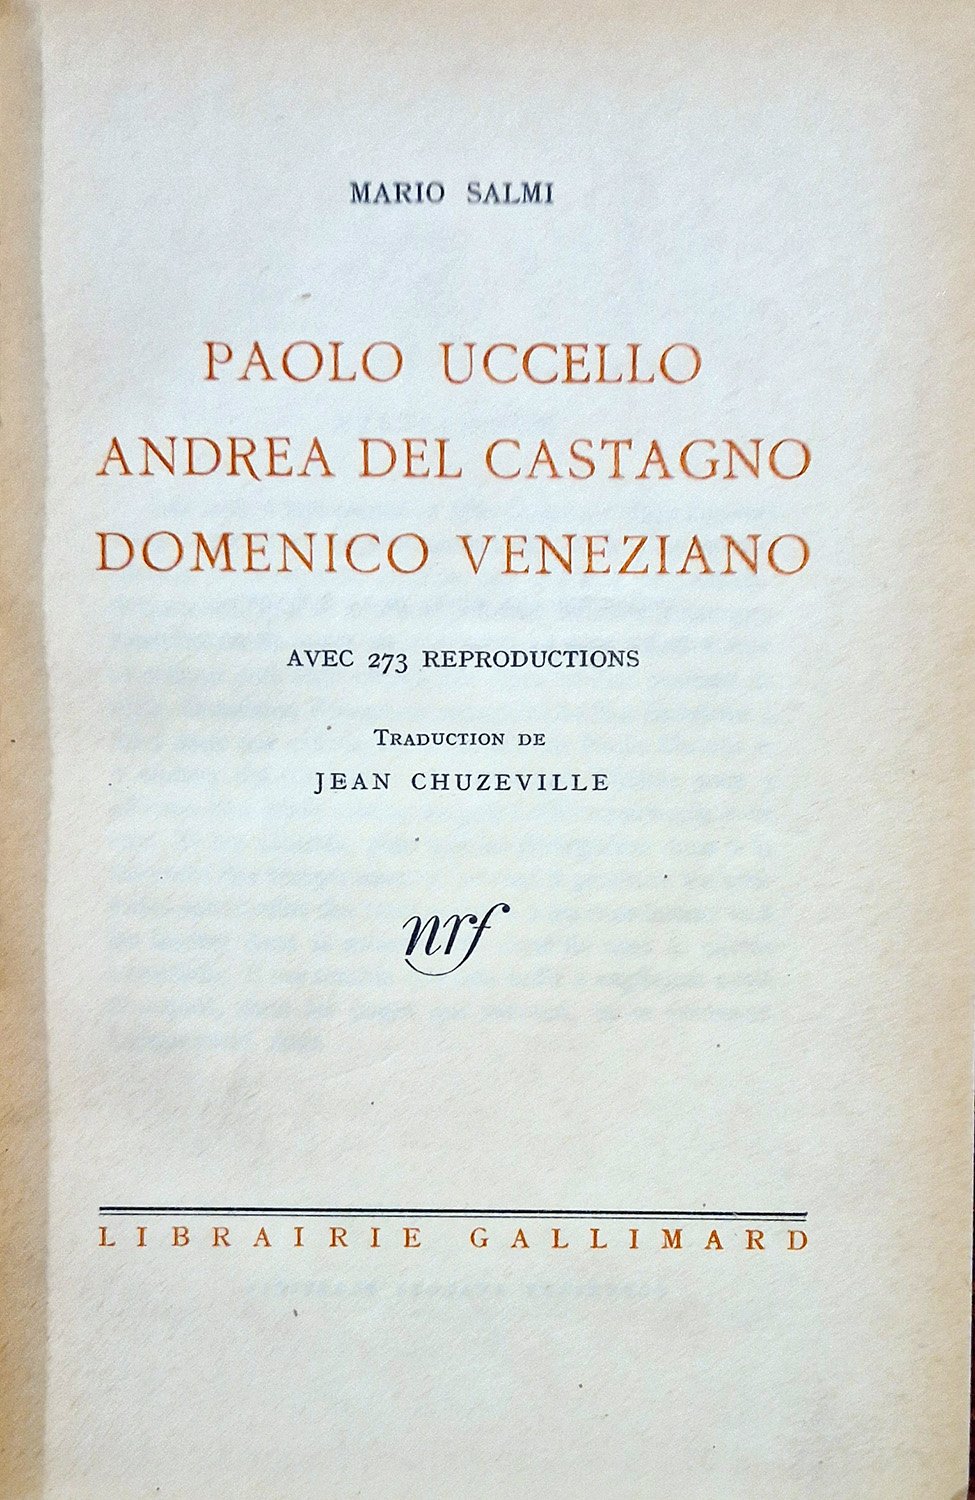 MARIO SALMI
PAOLO UCCELLO
ANDREA DEL CASTAGNO
DOMENICO VENEZIANO
AVEC 273 REPRODUCTIONS
TRADUCTION DE
JEAN CHUZEVILLE
nrf
LIBRAIRIE GALLIMARD